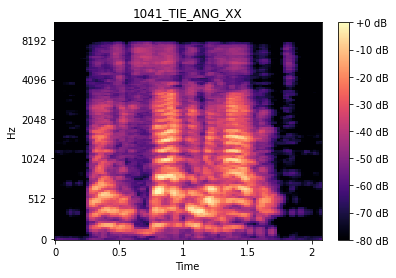 1041_TIE_ANG_XX
+0 dB
8192
-10 dB
4096
-20 dB
-30 dB
2048
Hz
-40 dB
1024
-50 dB
512
-60 dB
-70 dB
0
-80 dB
0
0.5
1
1.5
2
Time